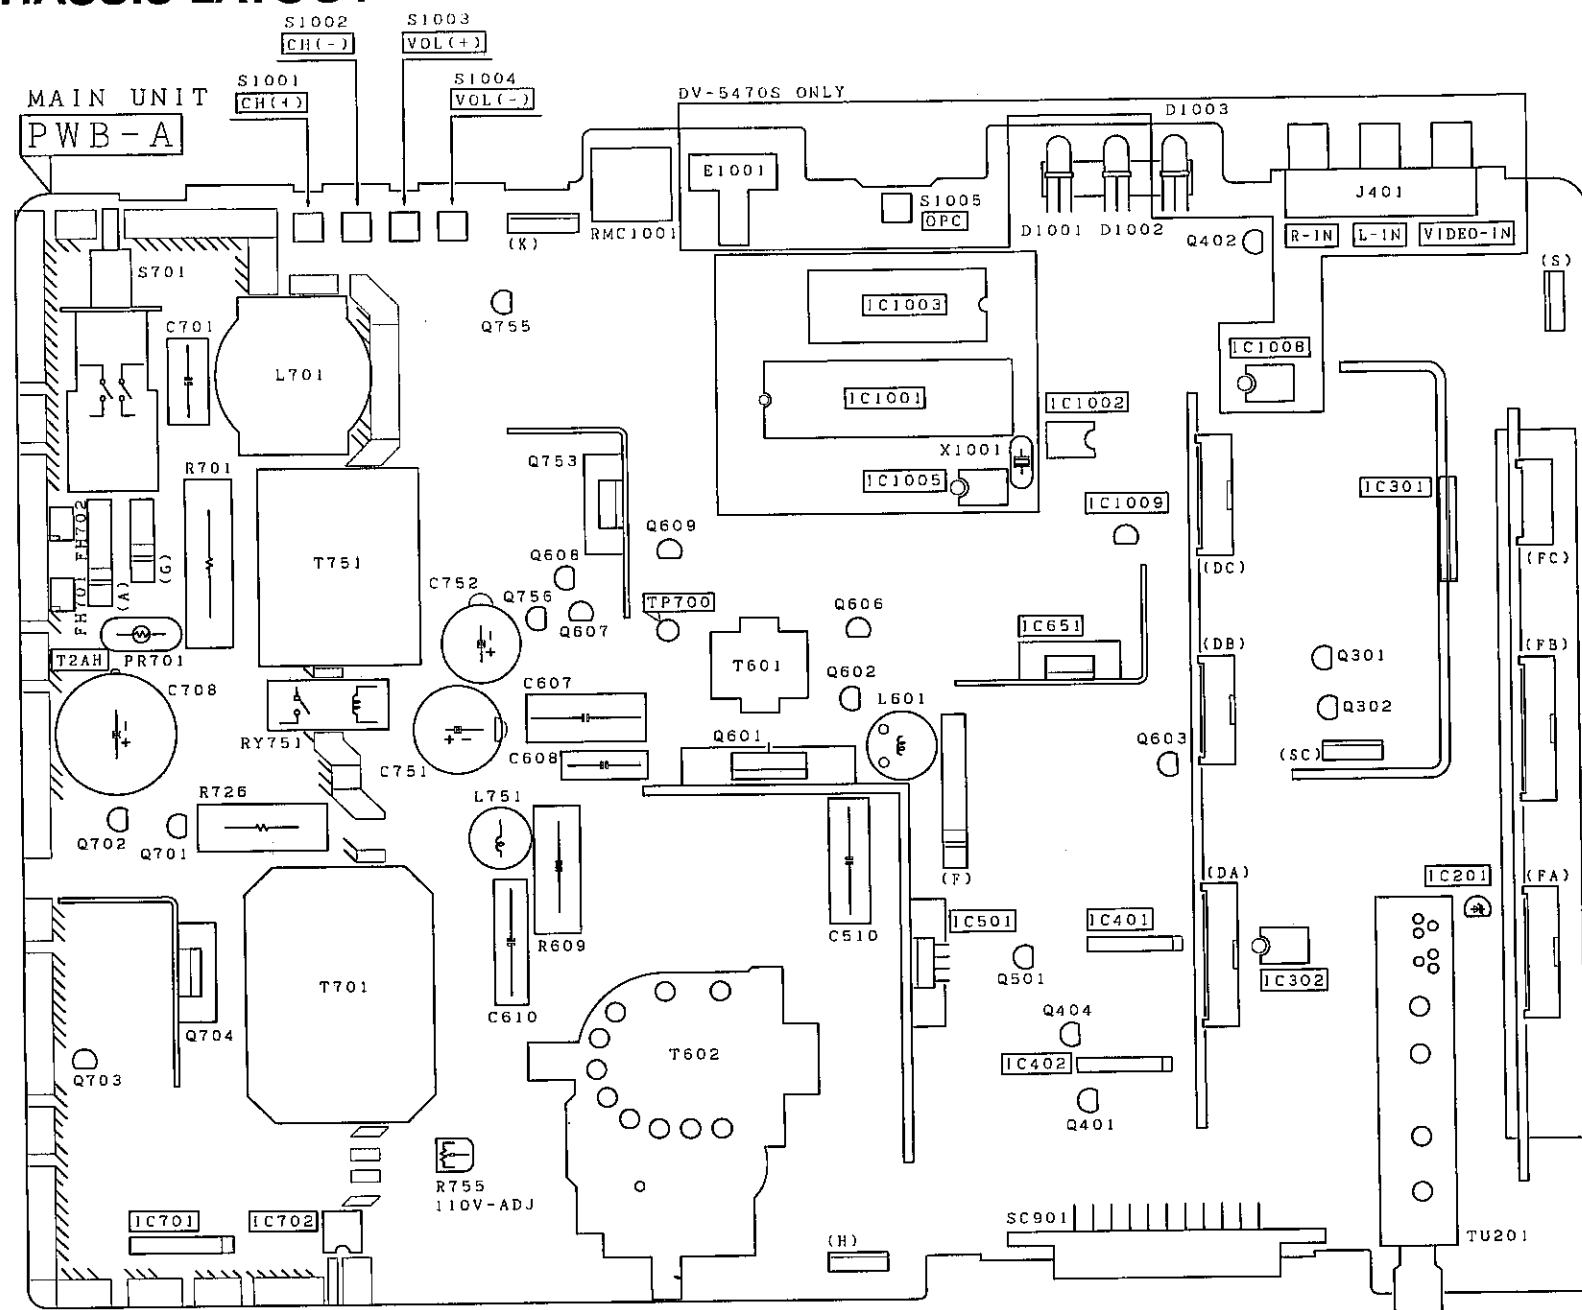 CHASSIS LAYOUT
S1002
CH(-)
S1003
VOL(+)
S1001
CH(+)
S1004
VOL(-)
MAIN UNIT
PWB-A
DV-5470S ONLY
D1003
E1001
S1005
OPC
J401
RMC1001
(K)
D1001
D1002
Q402
R-IN
L-IN
VIDEO-IN
(S)
S701
C701
L701
Q755
IC1003
IC1008
IC1001
IC1002
X1001
IC1005
IC1009
IC301
R701
Q753
FH702
FH701
(A)
(G)
T751
C752
Q609
Q608
Q756
Q607
TP700
Q606
(DC)
(FC)
T2AH
PR701
C708
T601
IC651
Q602
(DB)
Q301
(FB)
RY751
C751
C607
C608
Q601
L601
Q603
Q302
(SC)
R726
L751
Q702
Q701
(F)
(DA)
IC201
(FA)
R609
C510
IC501
IC401
Q501
IC302
T701
Q704
C610
T602
Q404
IC402
Q703
Q401
R755
110V-ADJ
IC701
IC702
(H)
SC901
TU201